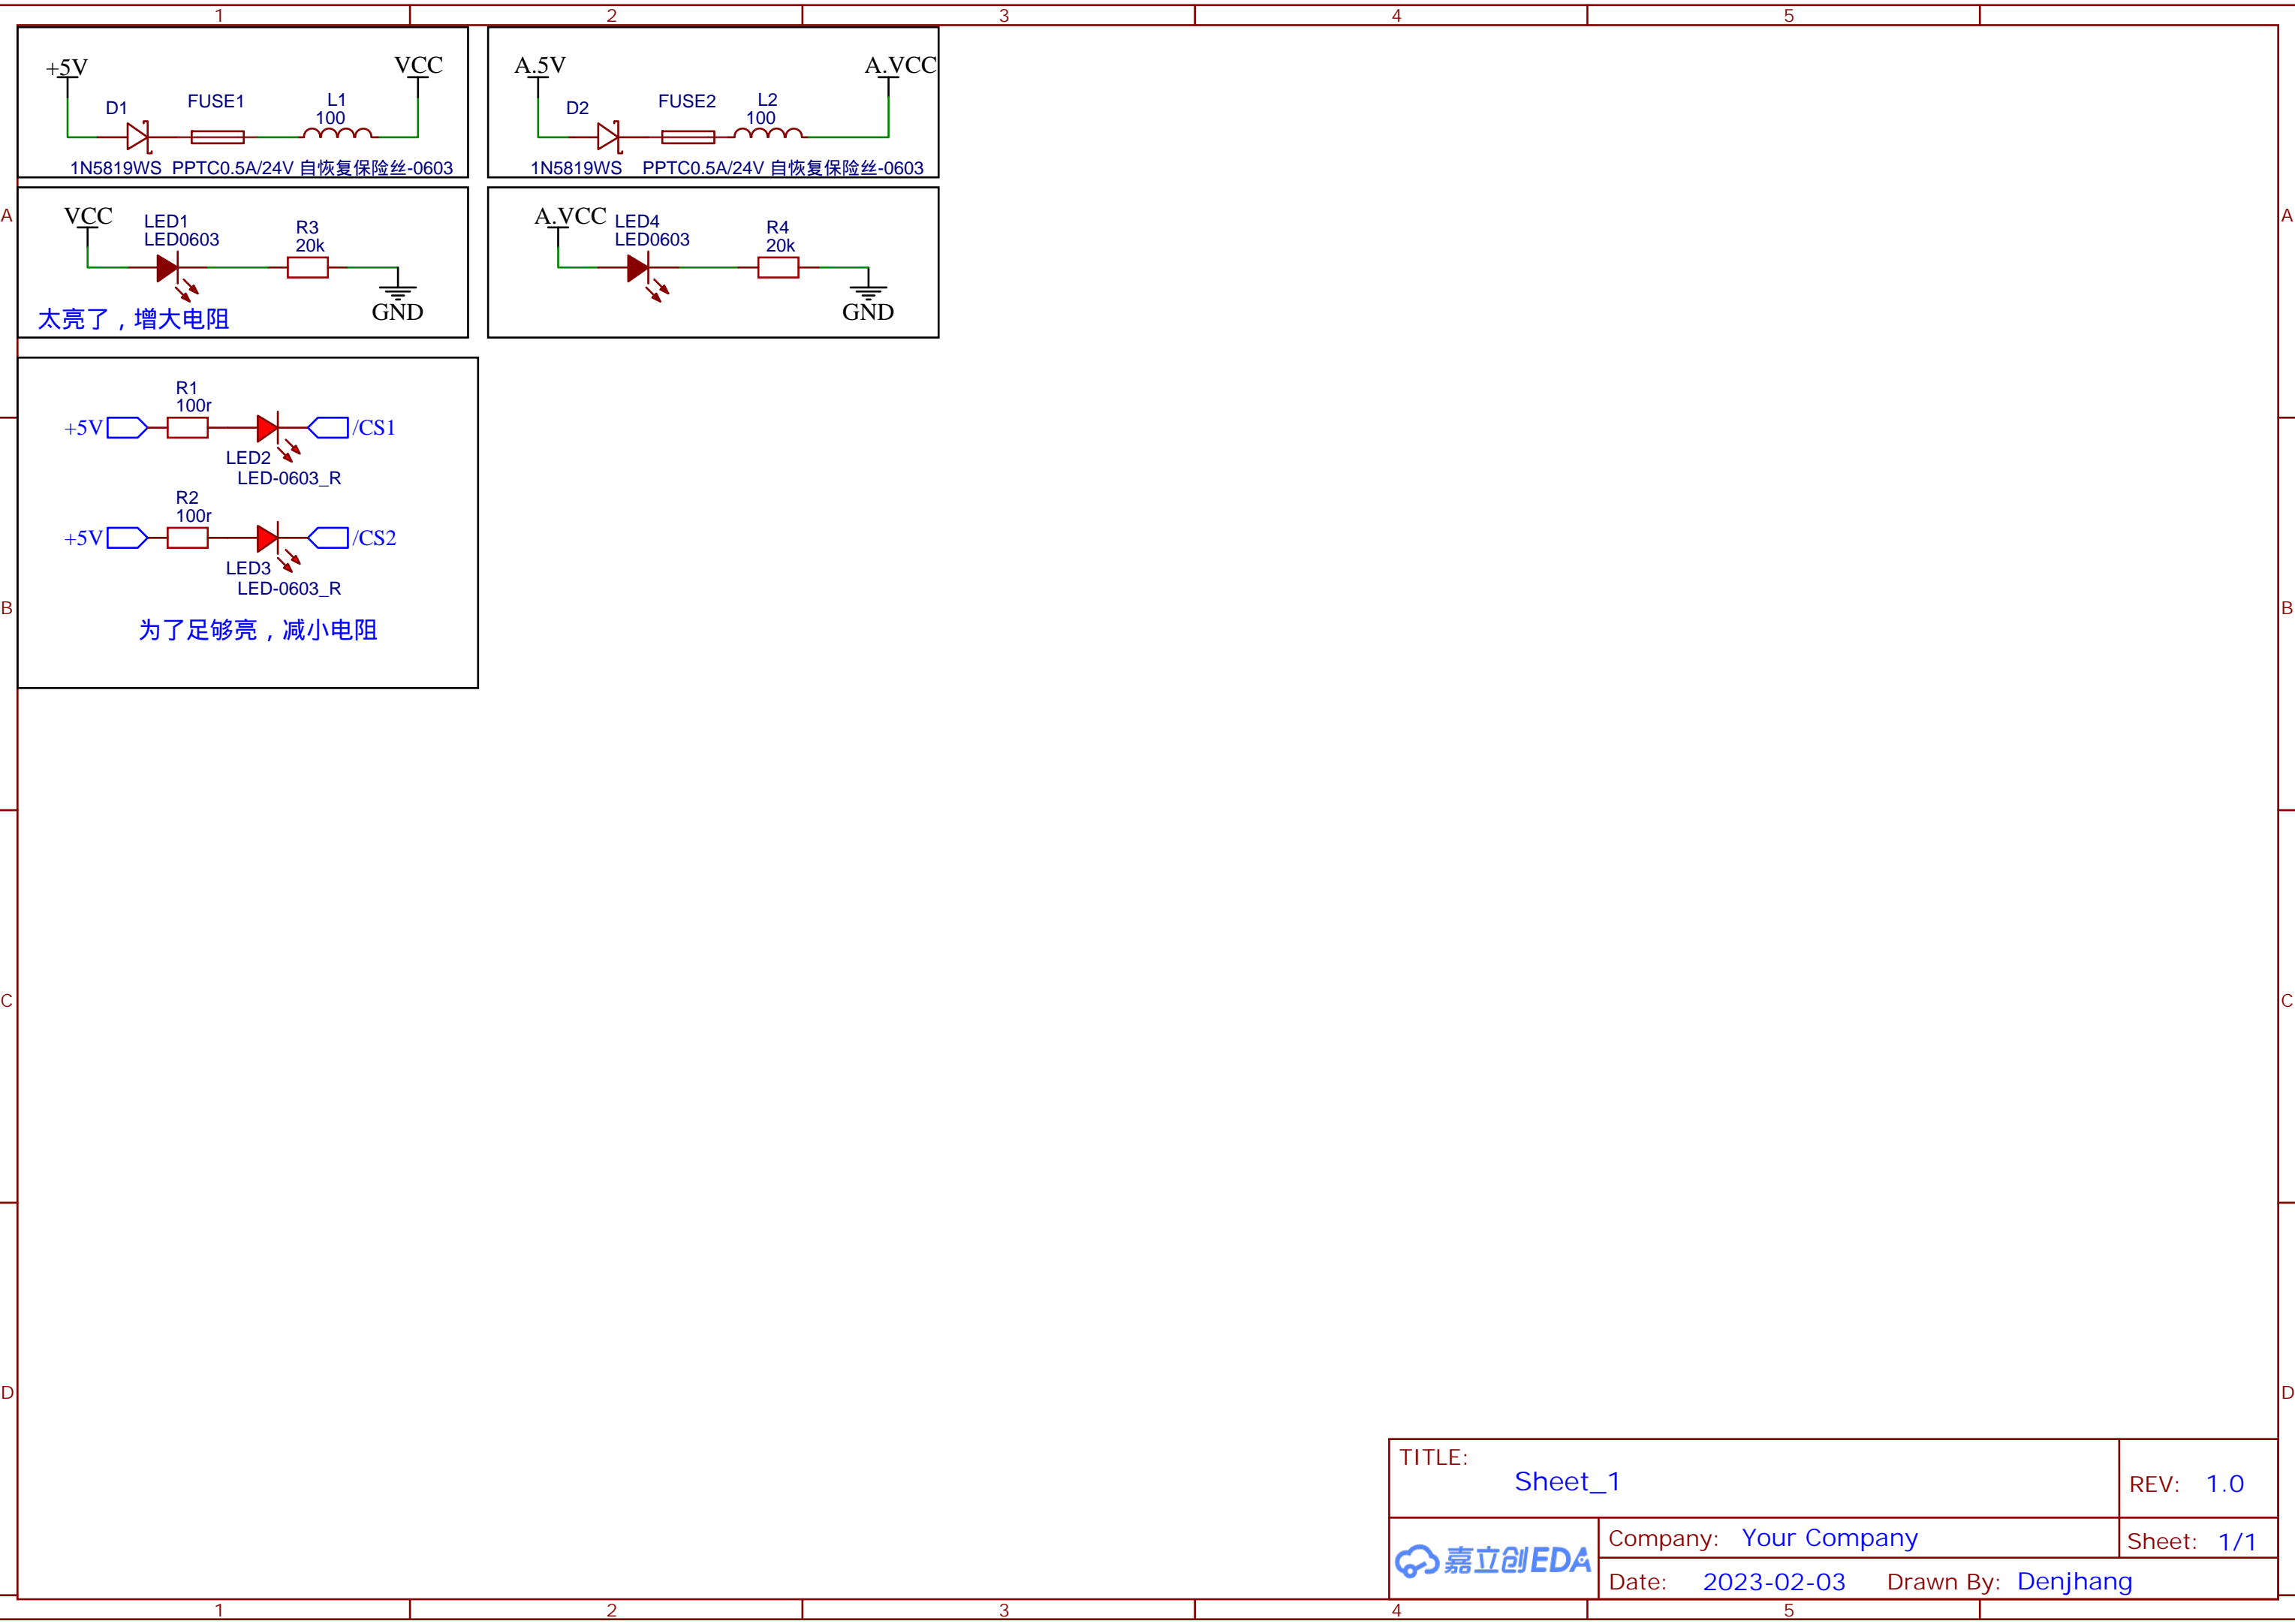 1 2 3 4 5
+5V
VCC
D1
FUSE1
L1
100
1N5819WS
PPTC0.5A/24V 自恢复保险丝-0603
A.5V
A.VCC
D2
FUSE2
L2
100
1N5819WS
PPTC0.5A/24V 自恢复保险丝-0603
A
A
VCC
LED1
LED0603
R3
20k
GND
太亮了，增大电阻
A.VCC
LED4
LED0603
R4
20k
GND
R1
100r
+5V
/CS1
LED2
LED-0603_R
R2
100r
+5V
/CS2
LED3
LED-0603_R
为了足够亮，减小电阻
B
B
C
C
D
D
TITLE:
Sheet_1
REV: 1.0
嘉立创EDA
Company: Your Company
Sheet: 1/1
Date: 2023-02-03
Drawn By: Denjhang
1 2 3 4 5